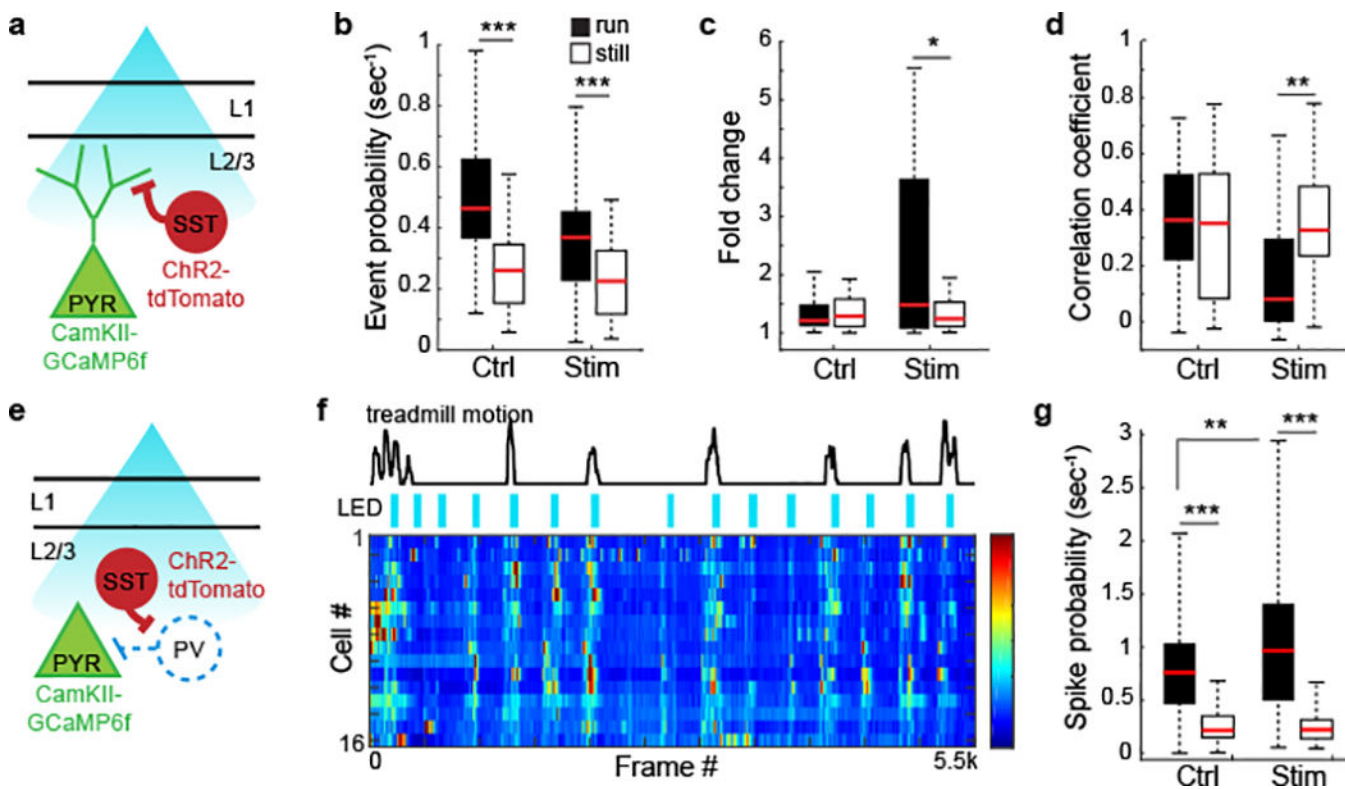 a
L1
L2/3
SST
ChR2-
tdTomato
PYR
CamKII-
GCaMP6f
b
Event probability (sec⁻¹)
1
0.8
0.6
0.4
0.2
0
***
***
run
still
Ctrl
Stim
c
Fold change
6
5
4
3
2
1
*
Ctrl
Stim
d
Correlation coefficient
1
0.8
0.6
0.4
0.2
0
**
Ctrl
Stim
e
L1
L2/3
SST
ChR2-
tdTomato
PYR
PV
CamKII-
GCaMP6f
f
treadmill motion
LED
Cell #
1
16
0
Frame #
5.5k
g
Spike probability (sec⁻¹)
3
2.5
2
1.5
1
0.5
0
**
***
***
Ctrl
Stim